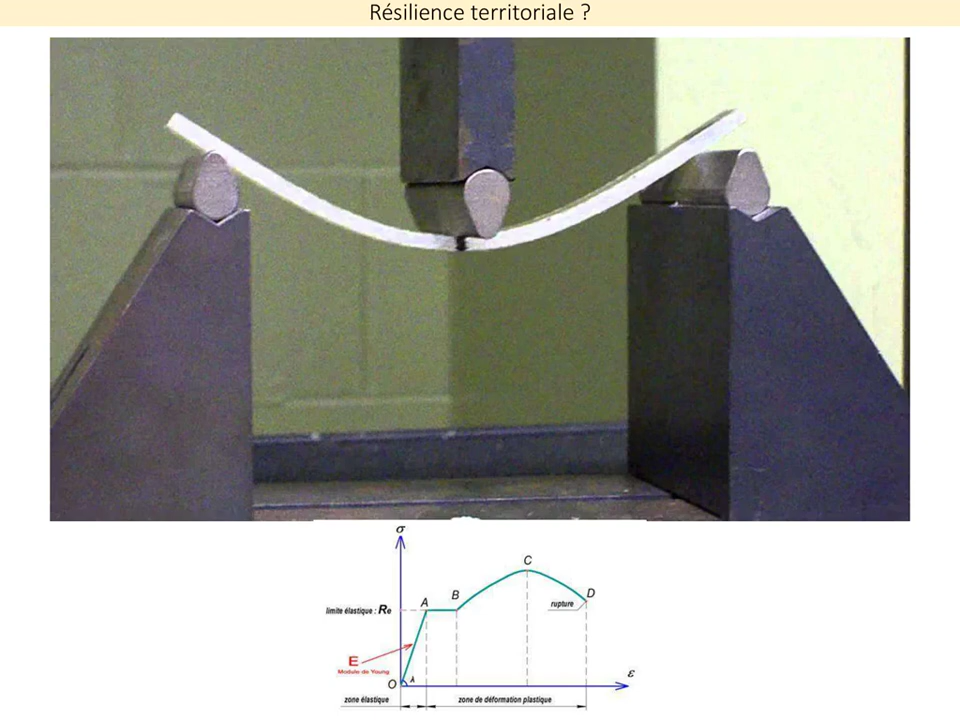 Résilience territoriale ?
σ
C
B
A
D
limite élastique : Re
rupture
E
Module de Young
λ
ε
O
zone élastique
zone de déformation plastique